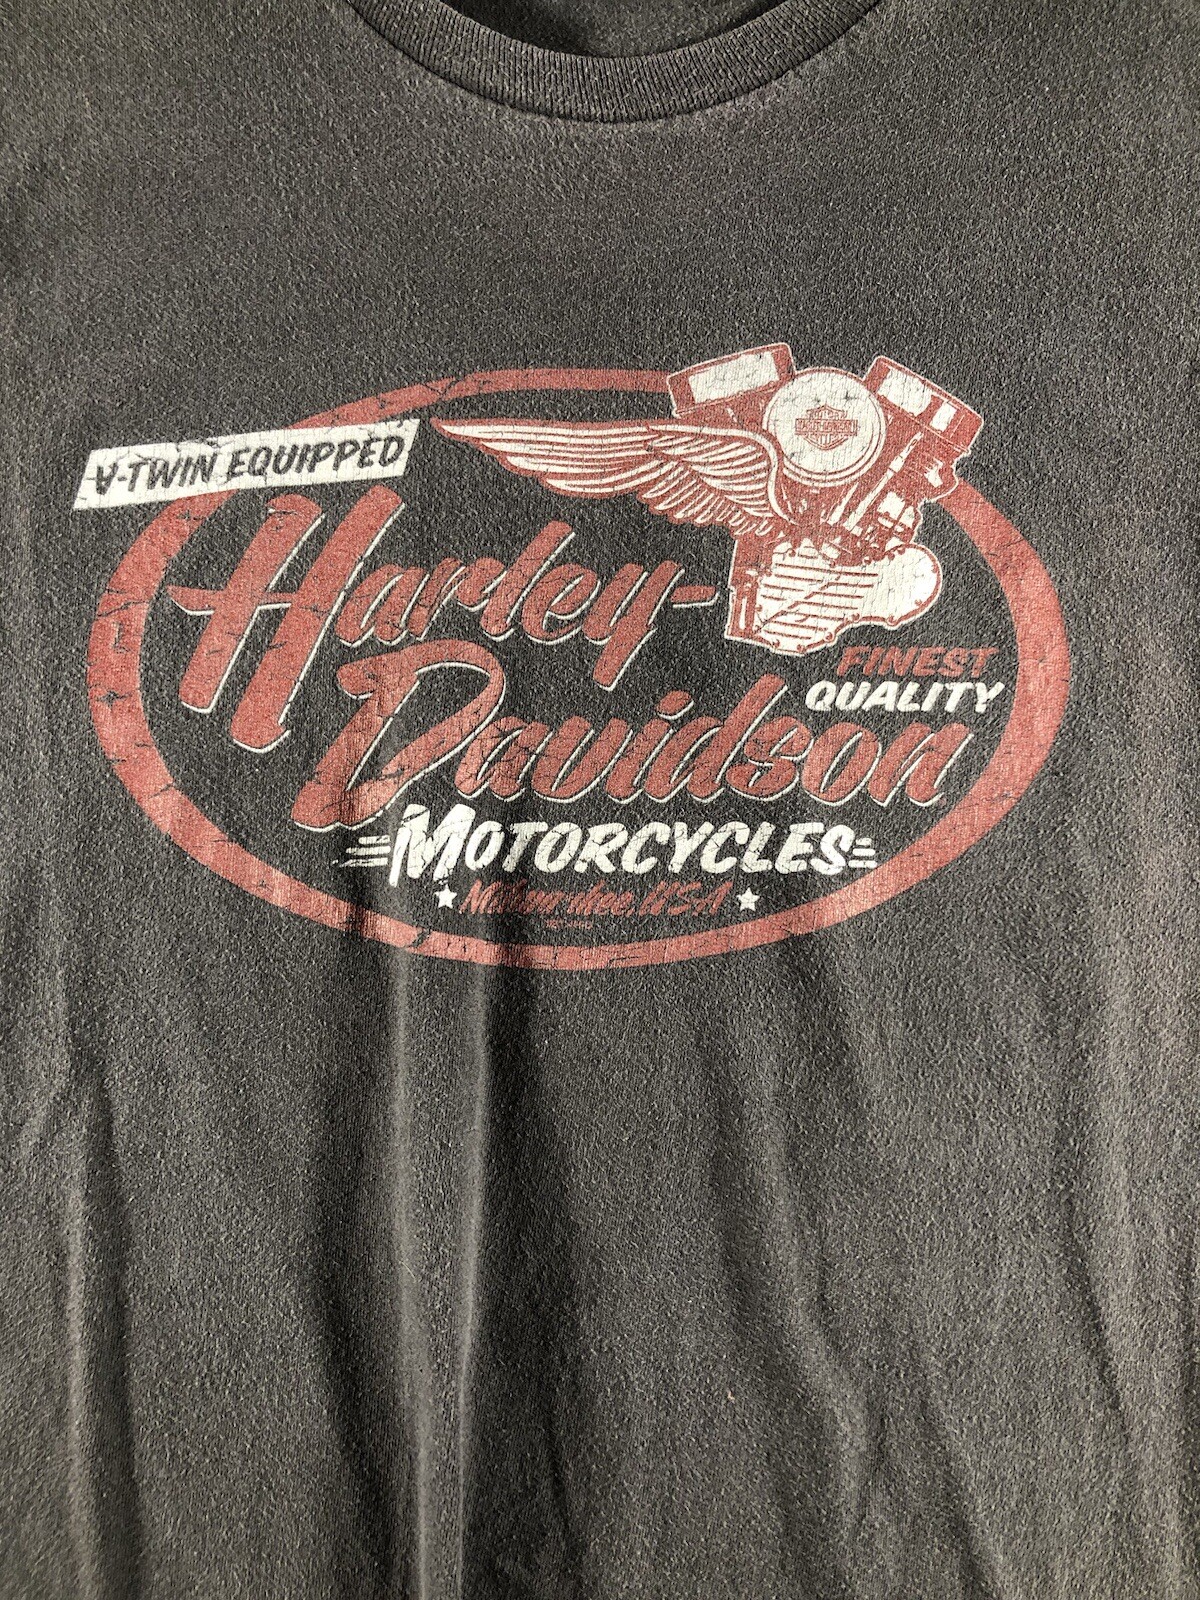 V-TWIN EQUIPPED
Harley-
FINEST
QUALITY
Davidson
MOTORCYCLES
Milwaukee, USA